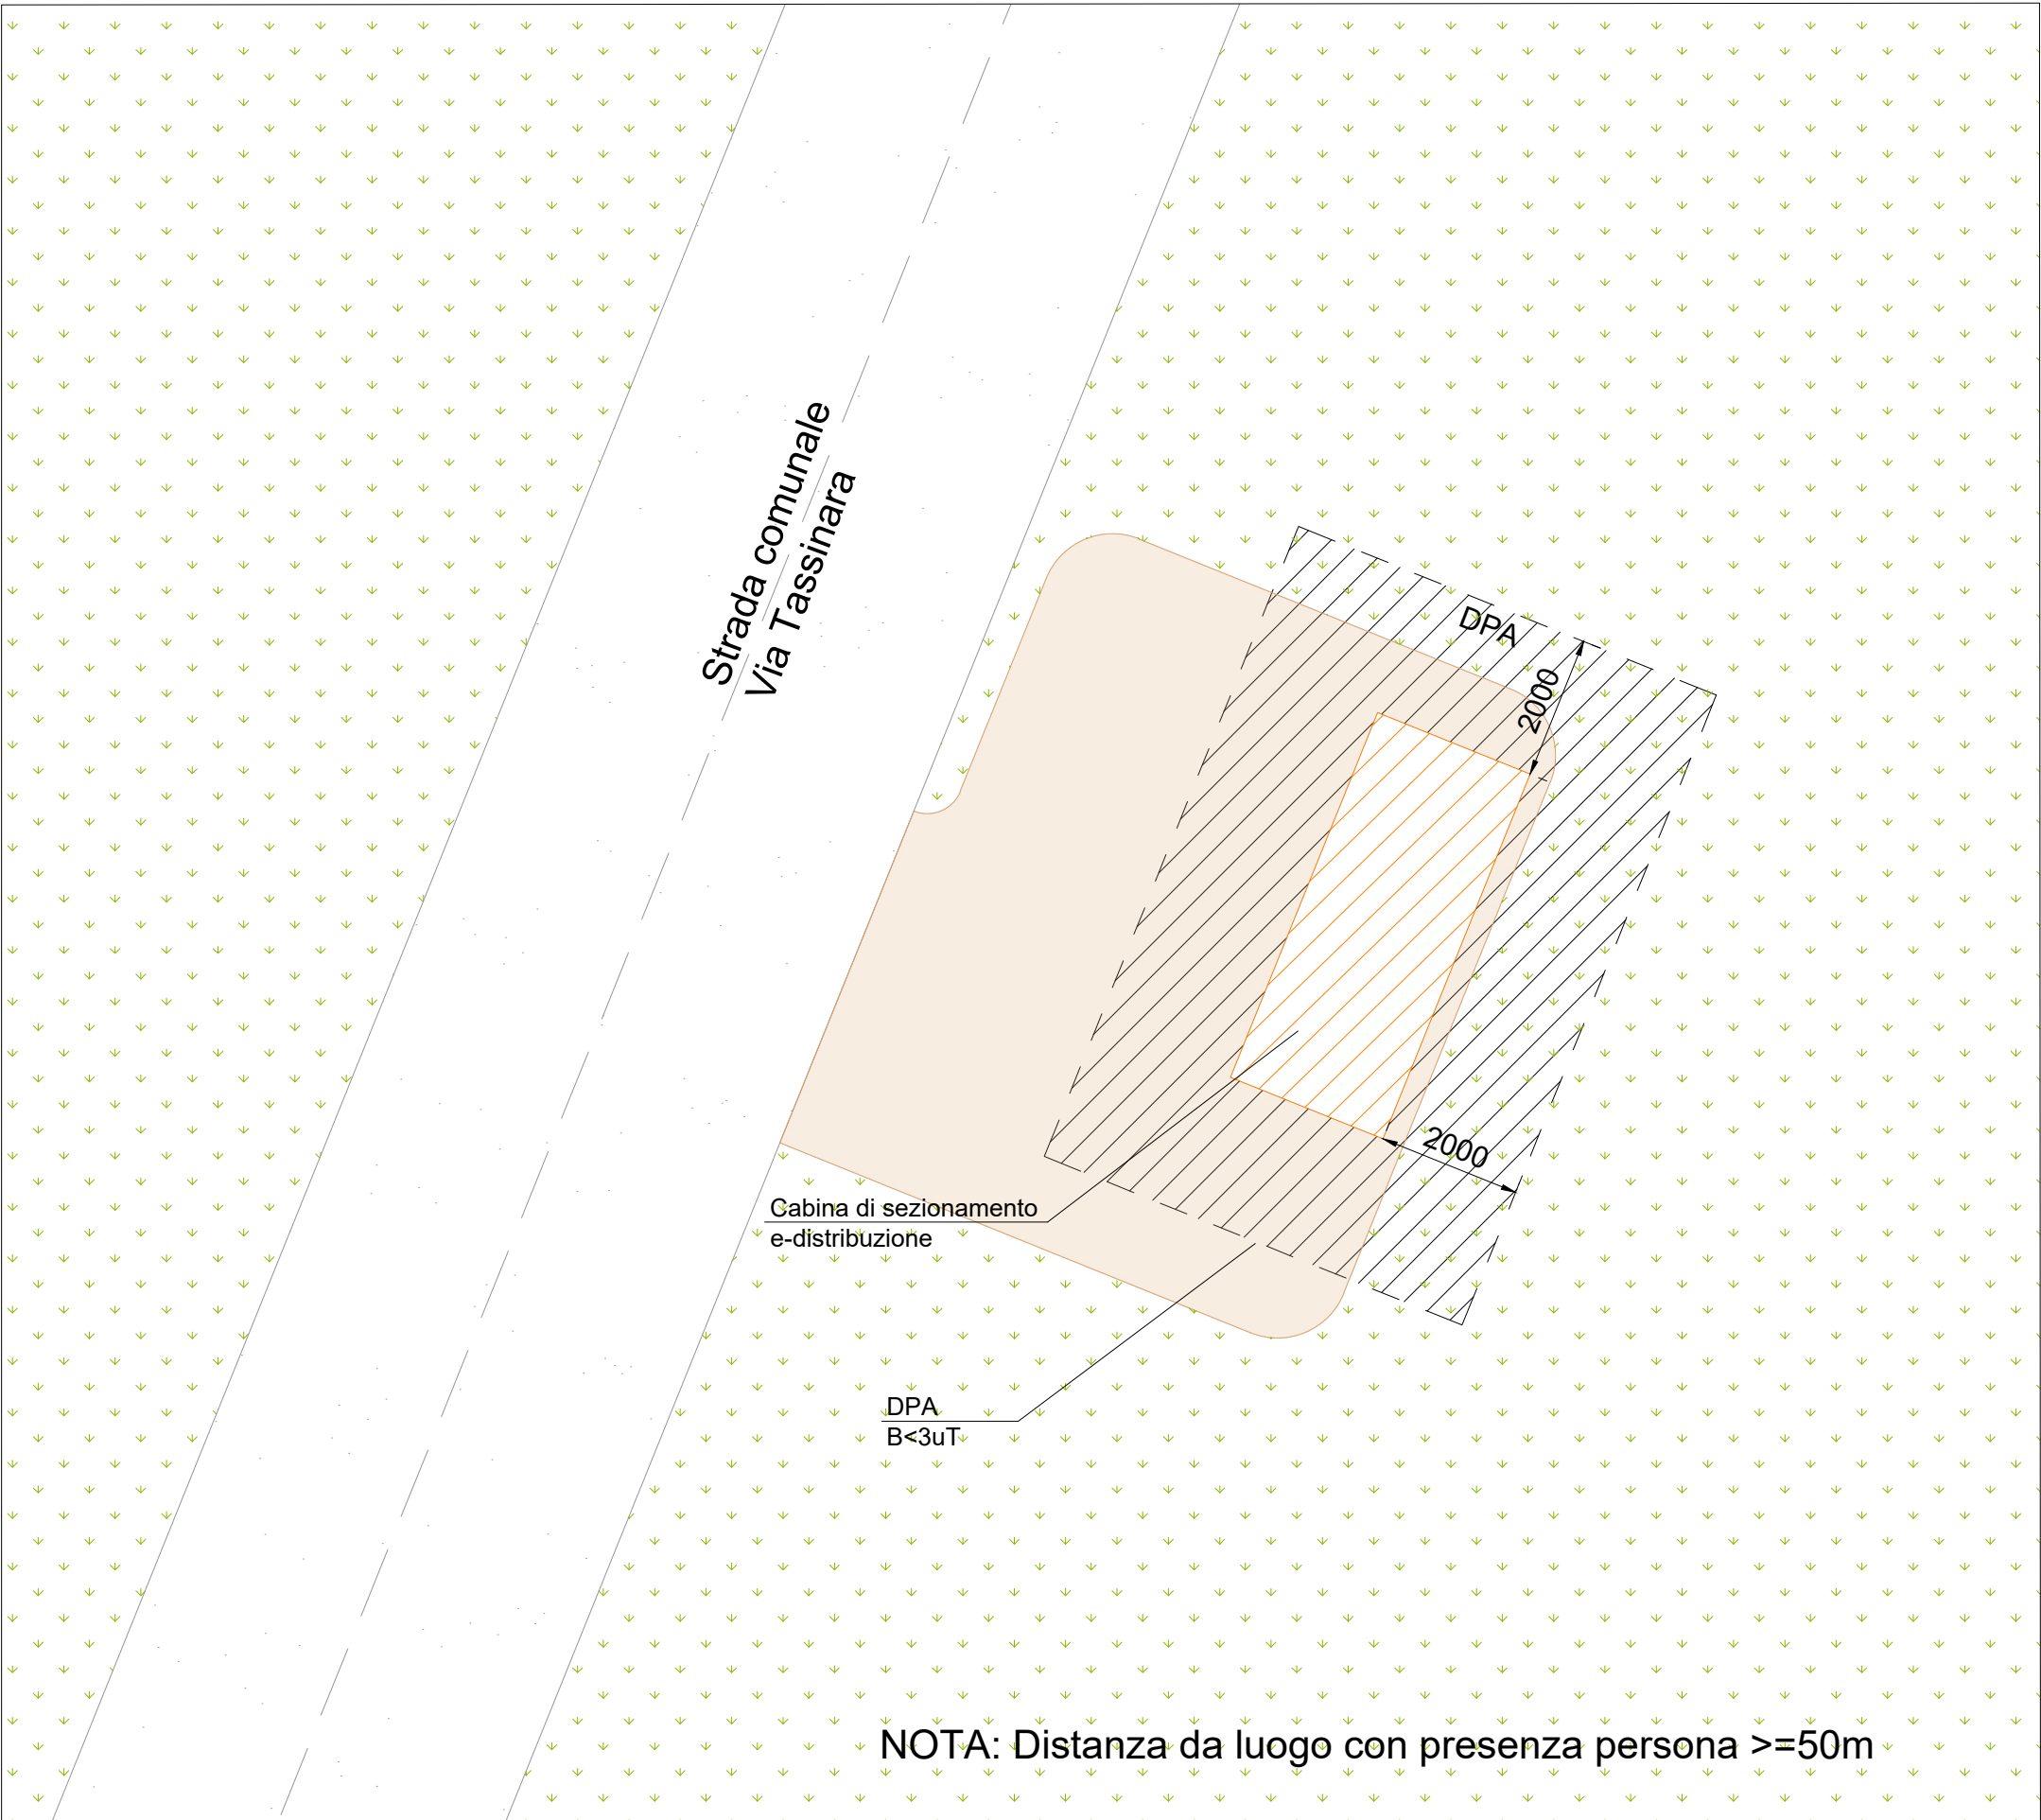 Strada comunale
Via Tassinara
DPA
2000
2000
Cabina di sezionamento
e-distribuzione
DPA
B<3uT
NOTA: Distanza da luogo con presenza persona >=50m